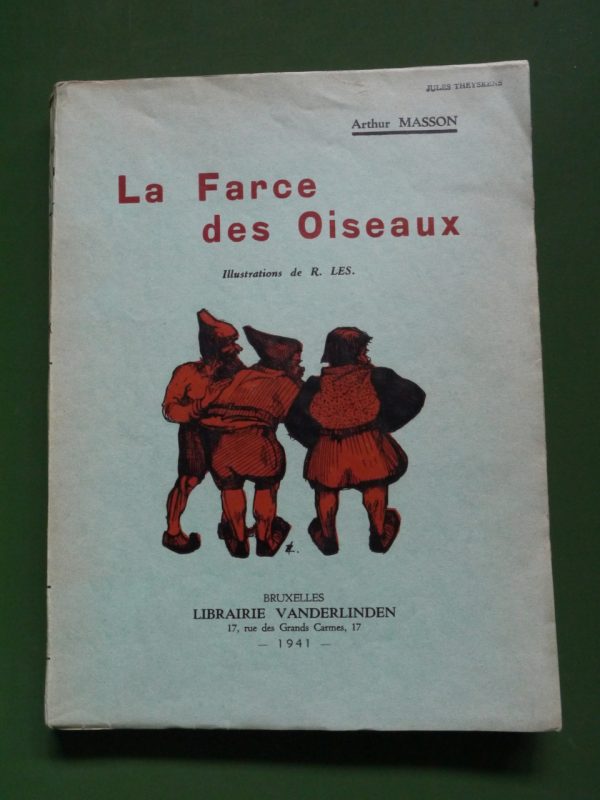 JULES THEYSKENS
Arthur MASSON
La Farce
des Oiseaux
Illustrations de R. LES.
BRUXELLES
LIBRAIRIE VANDERLINDEN
17, rue des Grands Carmes, 17
— 1941 —